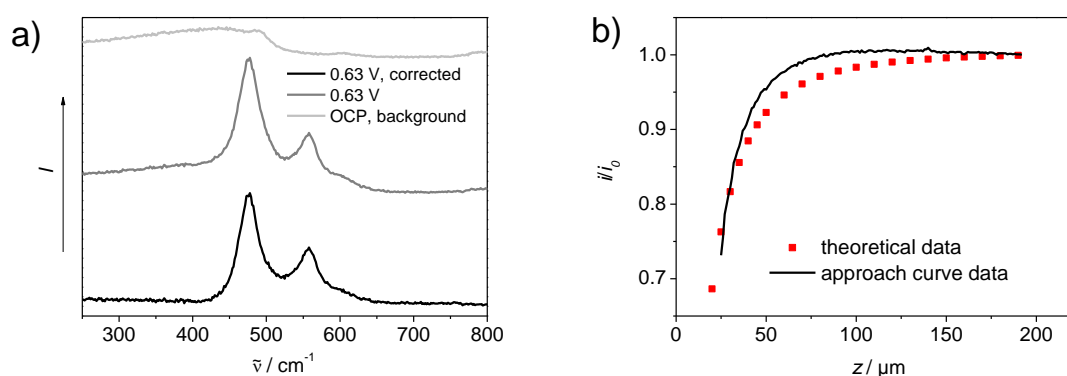 a)
I
0.63 V, corrected
0.63 V
OCP, background
300 400 500 600 700 800
ṽ / cm⁻¹
b)
i/i₀
1.0
0.9
0.8
0.7
theoretical data
approach curve data
0 50 100 150 200
z / µm